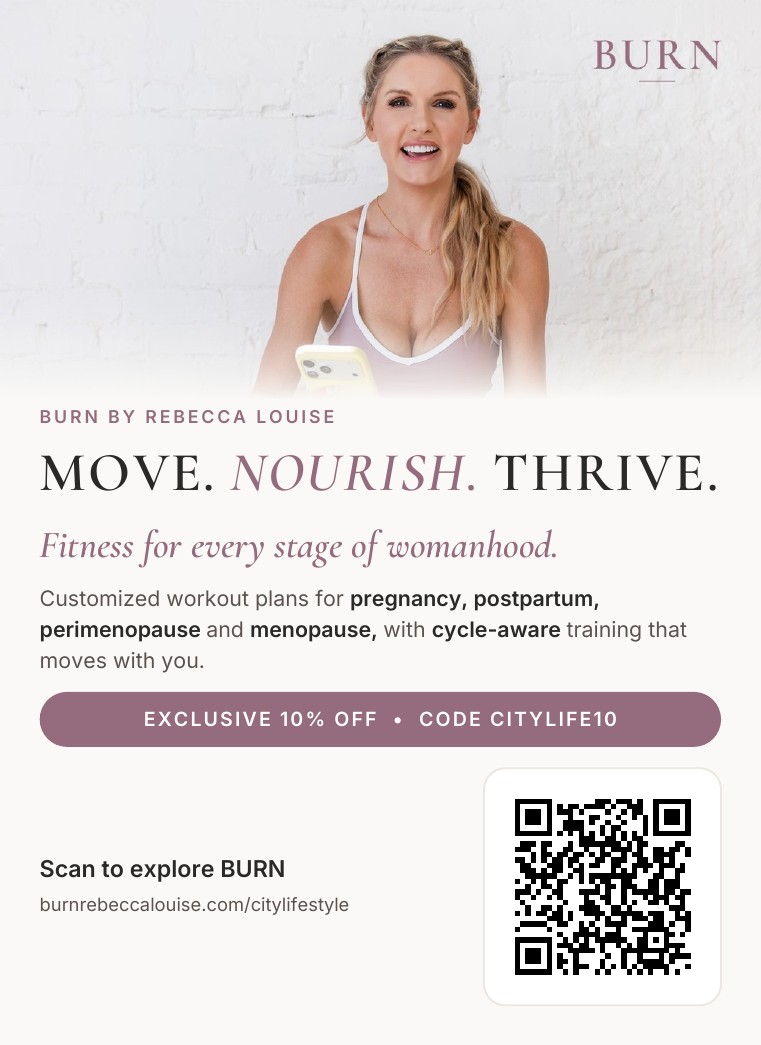 BURN
BURN BY REBECCA LOUISE
MOVE. NOURISH. THRIVE.
Fitness for every stage of womanhood.
Customized workout plans for pregnancy, postpartum,
perimenopause and menopause, with cycle-aware training that
moves with you.
EXCLUSIVE 10% OFF • CODE CITYLIFE10
Scan to explore BURN
burnrebeccalouise.com/citylifestyle